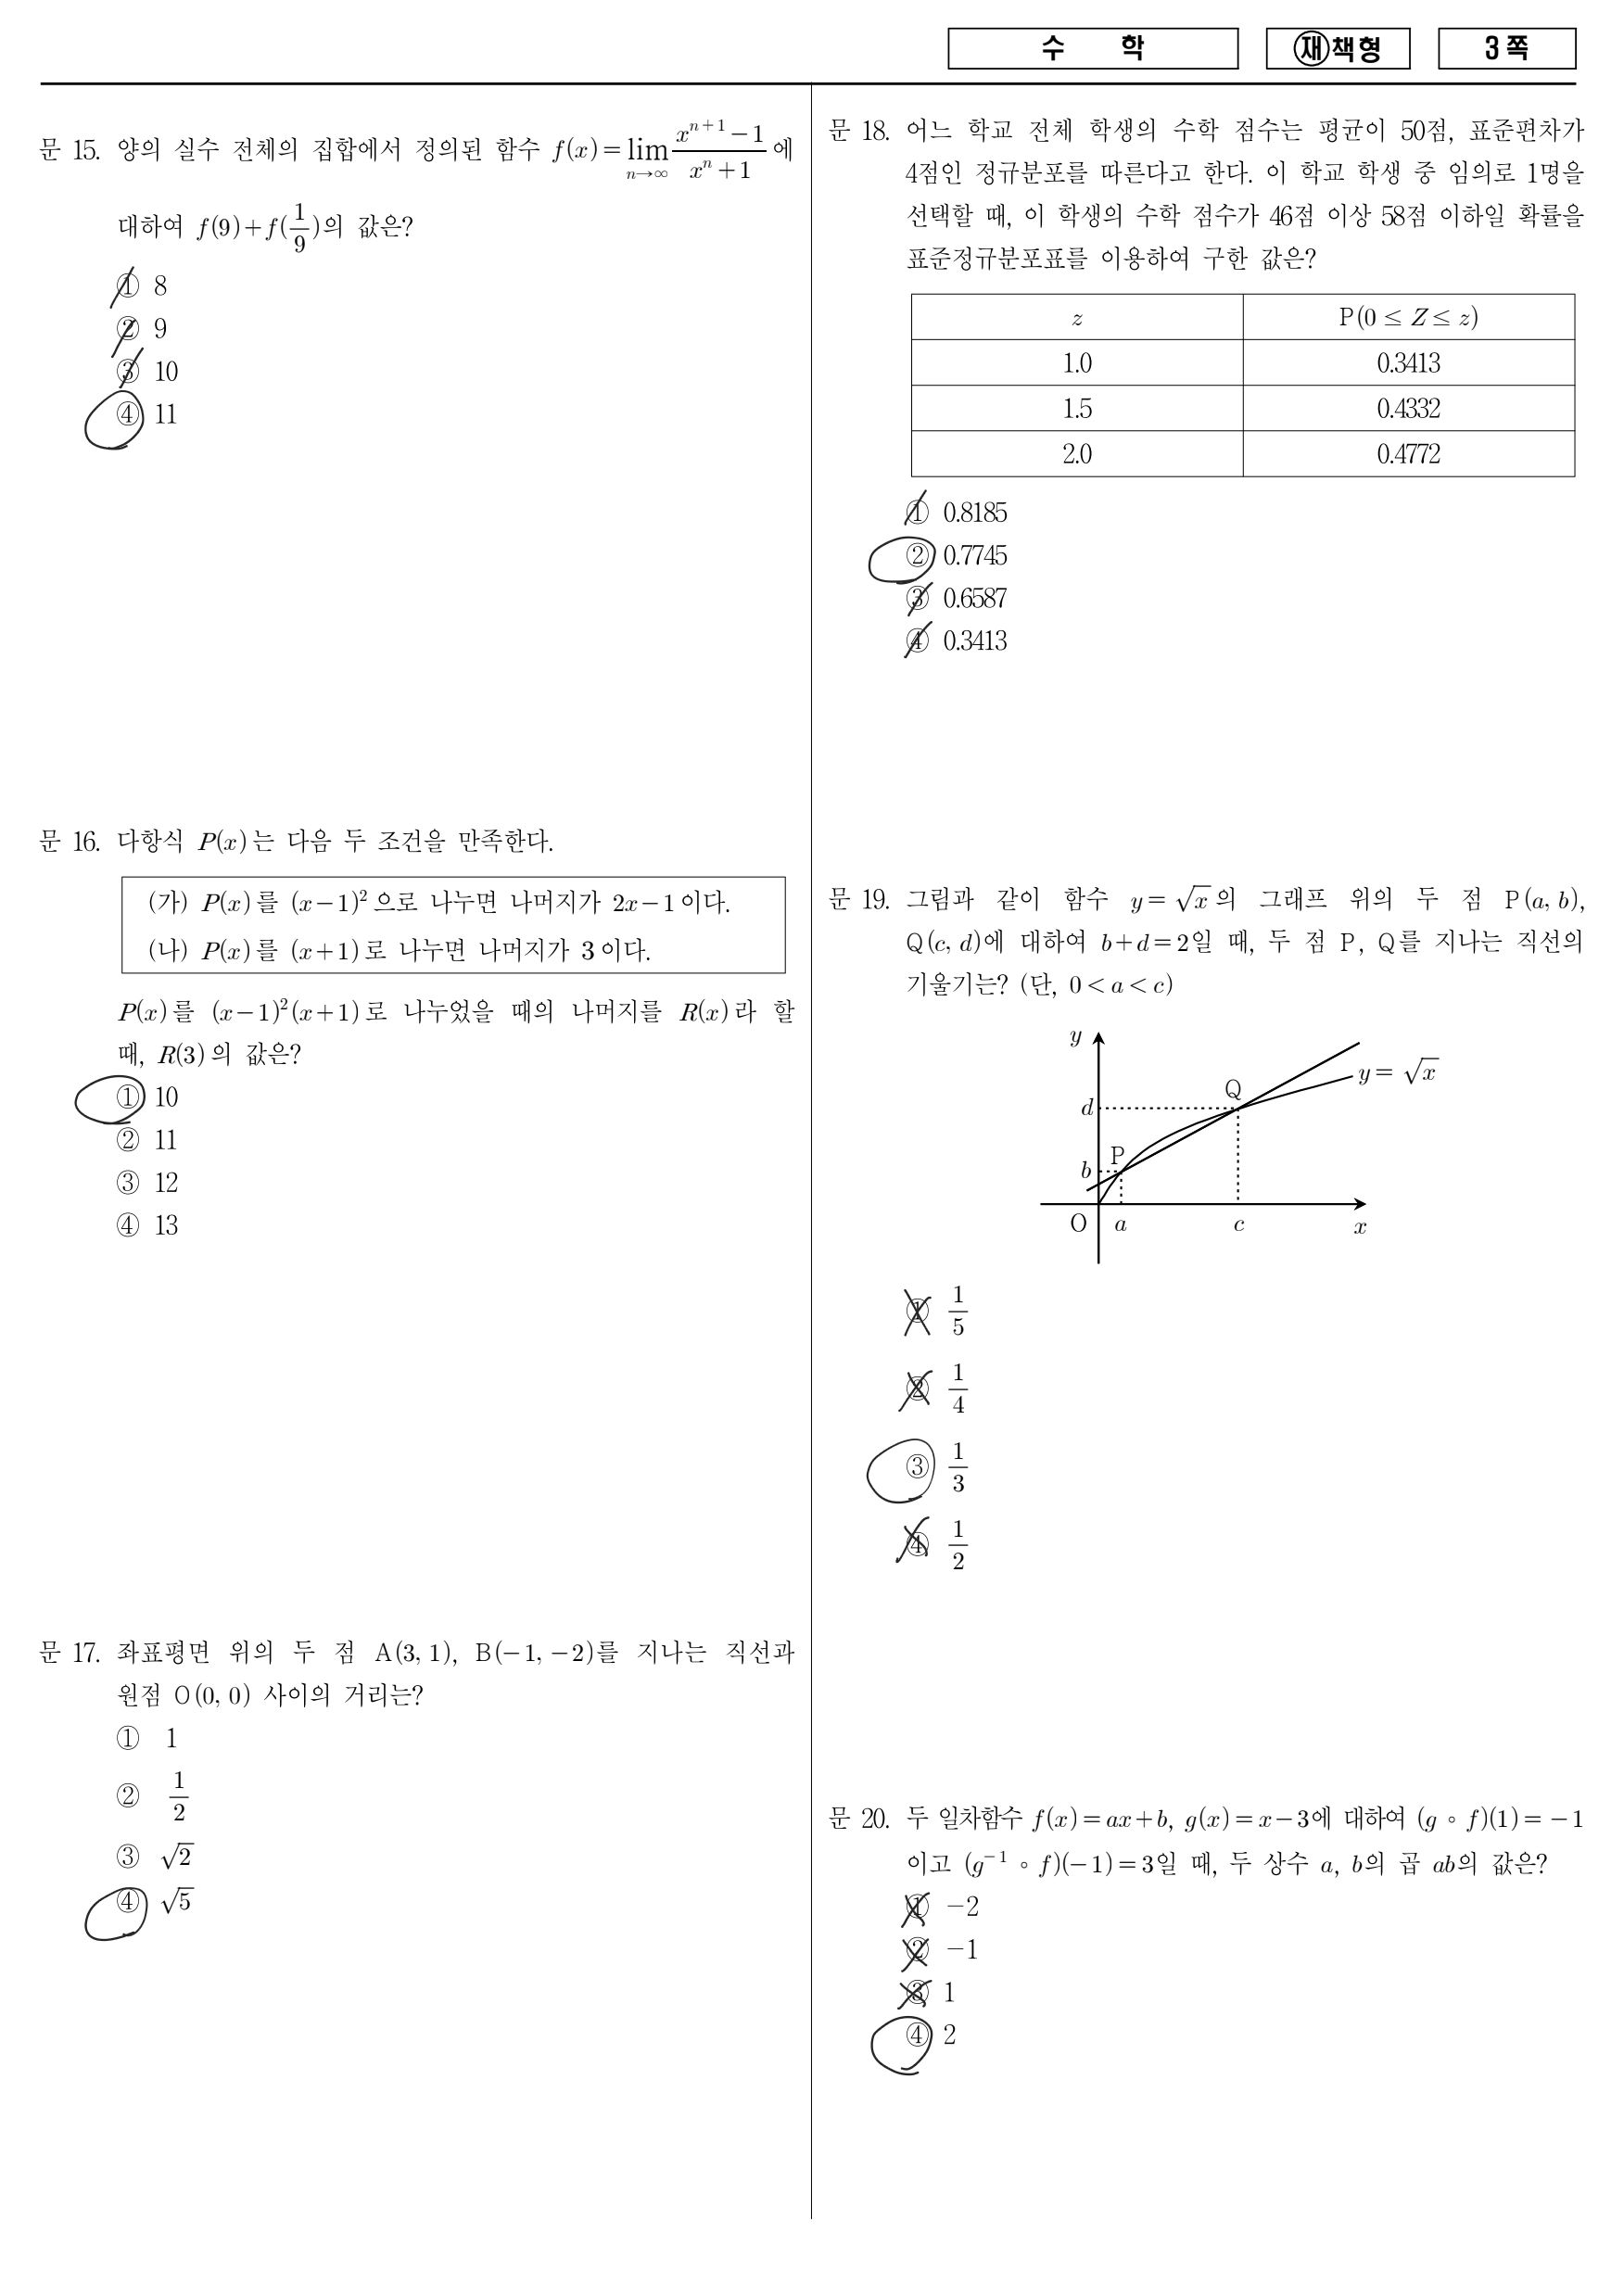 수 학
재책형
3쪽
문 15. 양의 실수 전체의 집합에서 정의된 함수 f(x)=lim_{n→∞} (x^{n+1}-1)/(x^n+1) 에
대하여 f(9)+f(1/9)의 값은?
① 8
② 9
③ 10
④ 11
문 16. 다항식 P(x)는 다음 두 조건을 만족한다.
(가) P(x)를 (x-1)²으로 나누면 나머지가 2x-1이다.
(나) P(x)를 (x+1)로 나누면 나머지가 3이다.
P(x)를 (x-1)²(x+1)로 나누었을 때의 나머지를 R(x)라 할
때, R(3)의 값은?
① 10
② 11
③ 12
④ 13
문 17. 좌표평면 위의 두 점 A(3, 1), B(-1, -2)를 지나는 직선과
원점 O(0, 0) 사이의 거리는?
① 1
② 1/2
③ √2
④ √5
문 18. 어느 학교 전체 학생의 수학 점수는 평균이 50점, 표준편차가
4점인 정규분포를 따른다고 한다. 이 학교 학생 중 임의로 1명을
선택할 때, 이 학생의 수학 점수가 46점 이상 58점 이하일 확률을
표준정규분포표를 이용하여 구한 값은?
z P(0 ≤ Z ≤ z)
1.0 0.3413
1.5 0.4332
2.0 0.4772
① 0.8185
② 0.7745
③ 0.6587
④ 0.3413
문 19. 그림과 같이 함수 y=√x의 그래프 위의 두 점 P(a, b),
Q(c, d)에 대하여 b+d=2일 때, 두 점 P, Q를 지나는 직선의
기울기는? (단, 0<a<c)
y
y=√x
Q
d
P
b
O a c x
① 1/5
② 1/4
③ 1/3
④ 1/2
문 20. 두 일차함수 f(x)=ax+b, g(x)=x-3에 대하여 (g∘f)(1)=-1
이고 (g⁻¹∘f)(-1)=3일 때, 두 상수 a, b의 곱 ab의 값은?
① -2
② -1
③ 1
④ 2